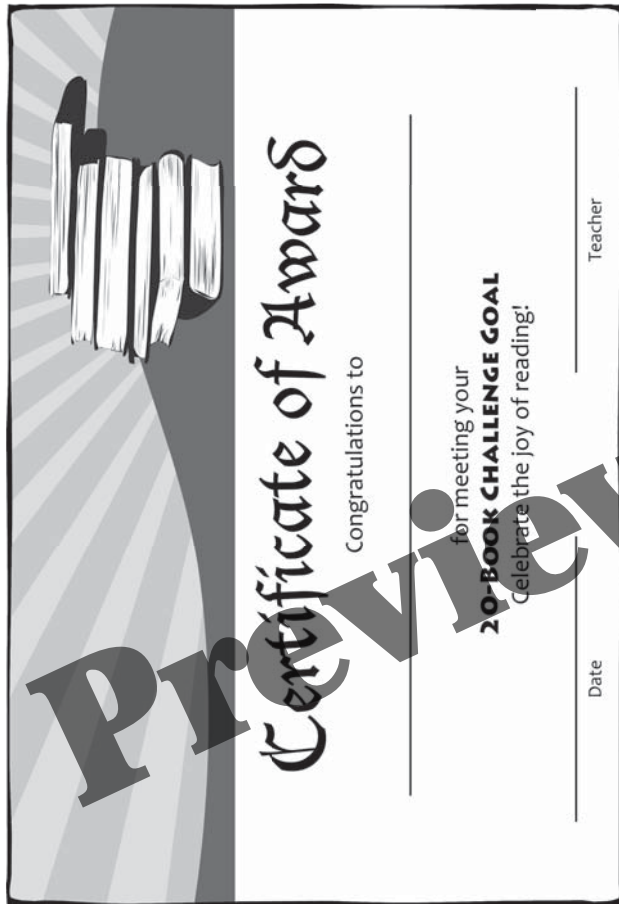 Certificate of Award
Congratulations to
for meeting your
20-Book Challenge Goal
Celebrate the joy of reading!
Date
Teacher
Preview